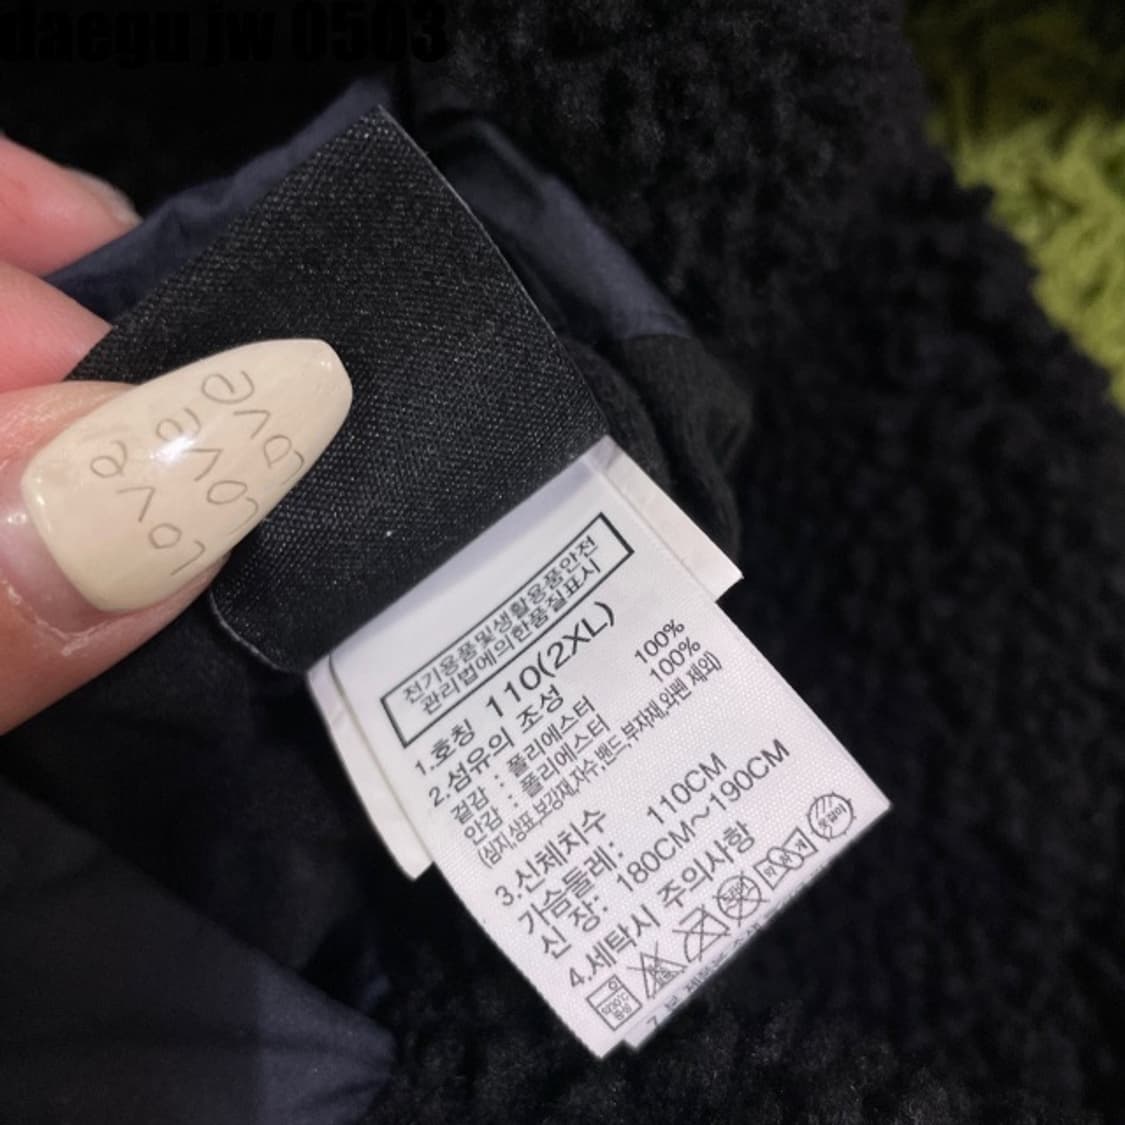 daegu jw 0503
love
love
love
전기용품및생활용품안전
관리법에의한품질표시
1.호칭 110(2XL)
2.섬유의 조성
겉감 : 폴리에스터 100%
안감 : 폴리에스터 100%
(심지,상표,보강재,자수,밴드,부자재,외펜 제외)
3.신체치수
가슴둘레: 110CM
신 장: 180CM~190CM
4.세탁시 주의사항